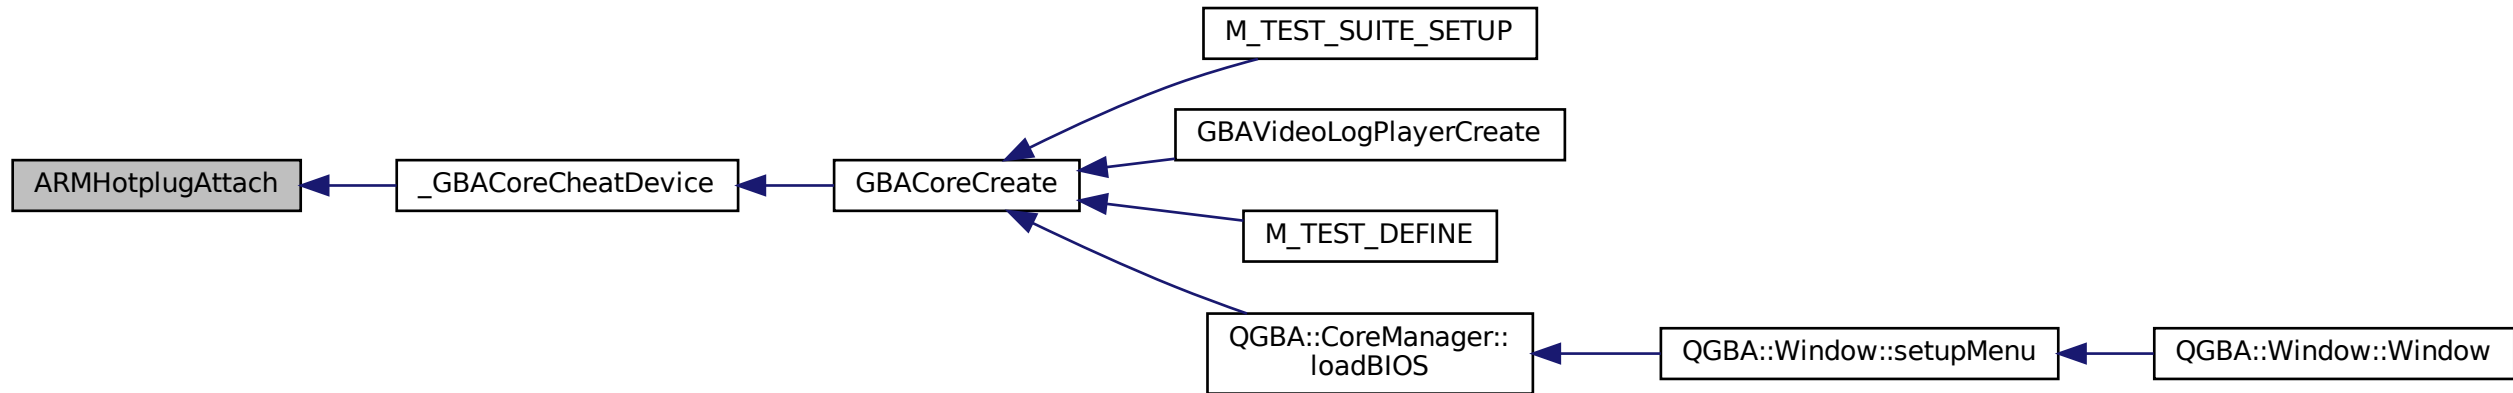 M_TEST_SUITE_SETUP
GBAVideoLogPlayerCreate
ARMHotplugAttach
_GBACoreCheatDevice
GBACoreCreate
M_TEST_DEFINE
QGBA::CoreManager::
loadBIOS
QGBA::Window::setupMenu
QGBA::Window::Window